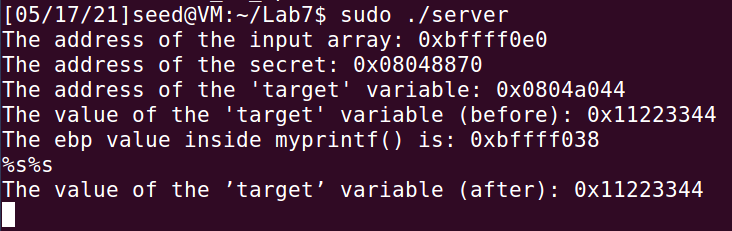 [05/17/21]seed@VM:~/Lab7$ sudo ./server
The address of the input array: 0xbffff0e0
The address of the secret: 0x08048870
The address of the 'target' variable: 0x0804a044
The value of the 'target' variable (before): 0x11223344
The ebp value inside myprintf() is: 0xbffff038
%s%s
The value of the ’target’ variable (after): 0x11223344